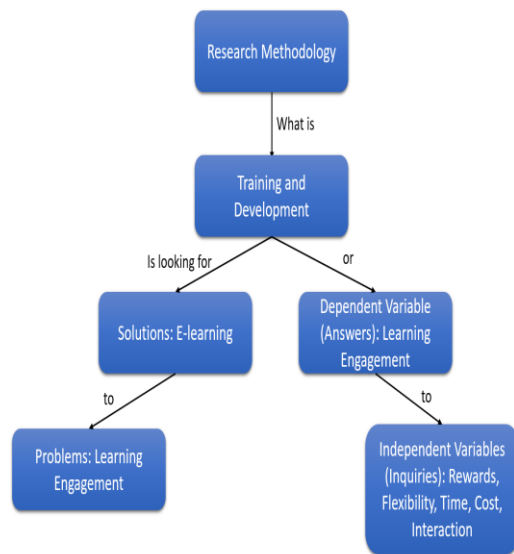 Research Methodology
What is
Training and
Development
Is looking for
or
Solutions: E-learning
Dependent Variable
(Answers): Learning
Engagement
to
to
Problems: Learning
Engagement
Independent Variables
(Inquiries): Rewards,
Flexibility, Time, Cost,
Interaction